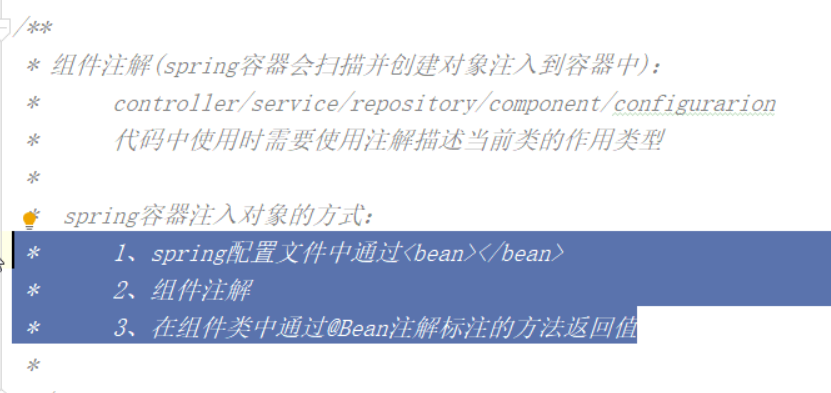 /**
* 组件注解(spring容器会扫描并创建对象注入到容器中):
* controller/service/repository/component/configurarion
* 代码中使用时需要使用注解描述当前类的作用类型
*
* spring容器注入对象的方式:
* 1、spring配置文件中通过<bean></bean>
* 2、组件注解
* 3、在组件类中通过@Bean注解标注的方法返回值
*